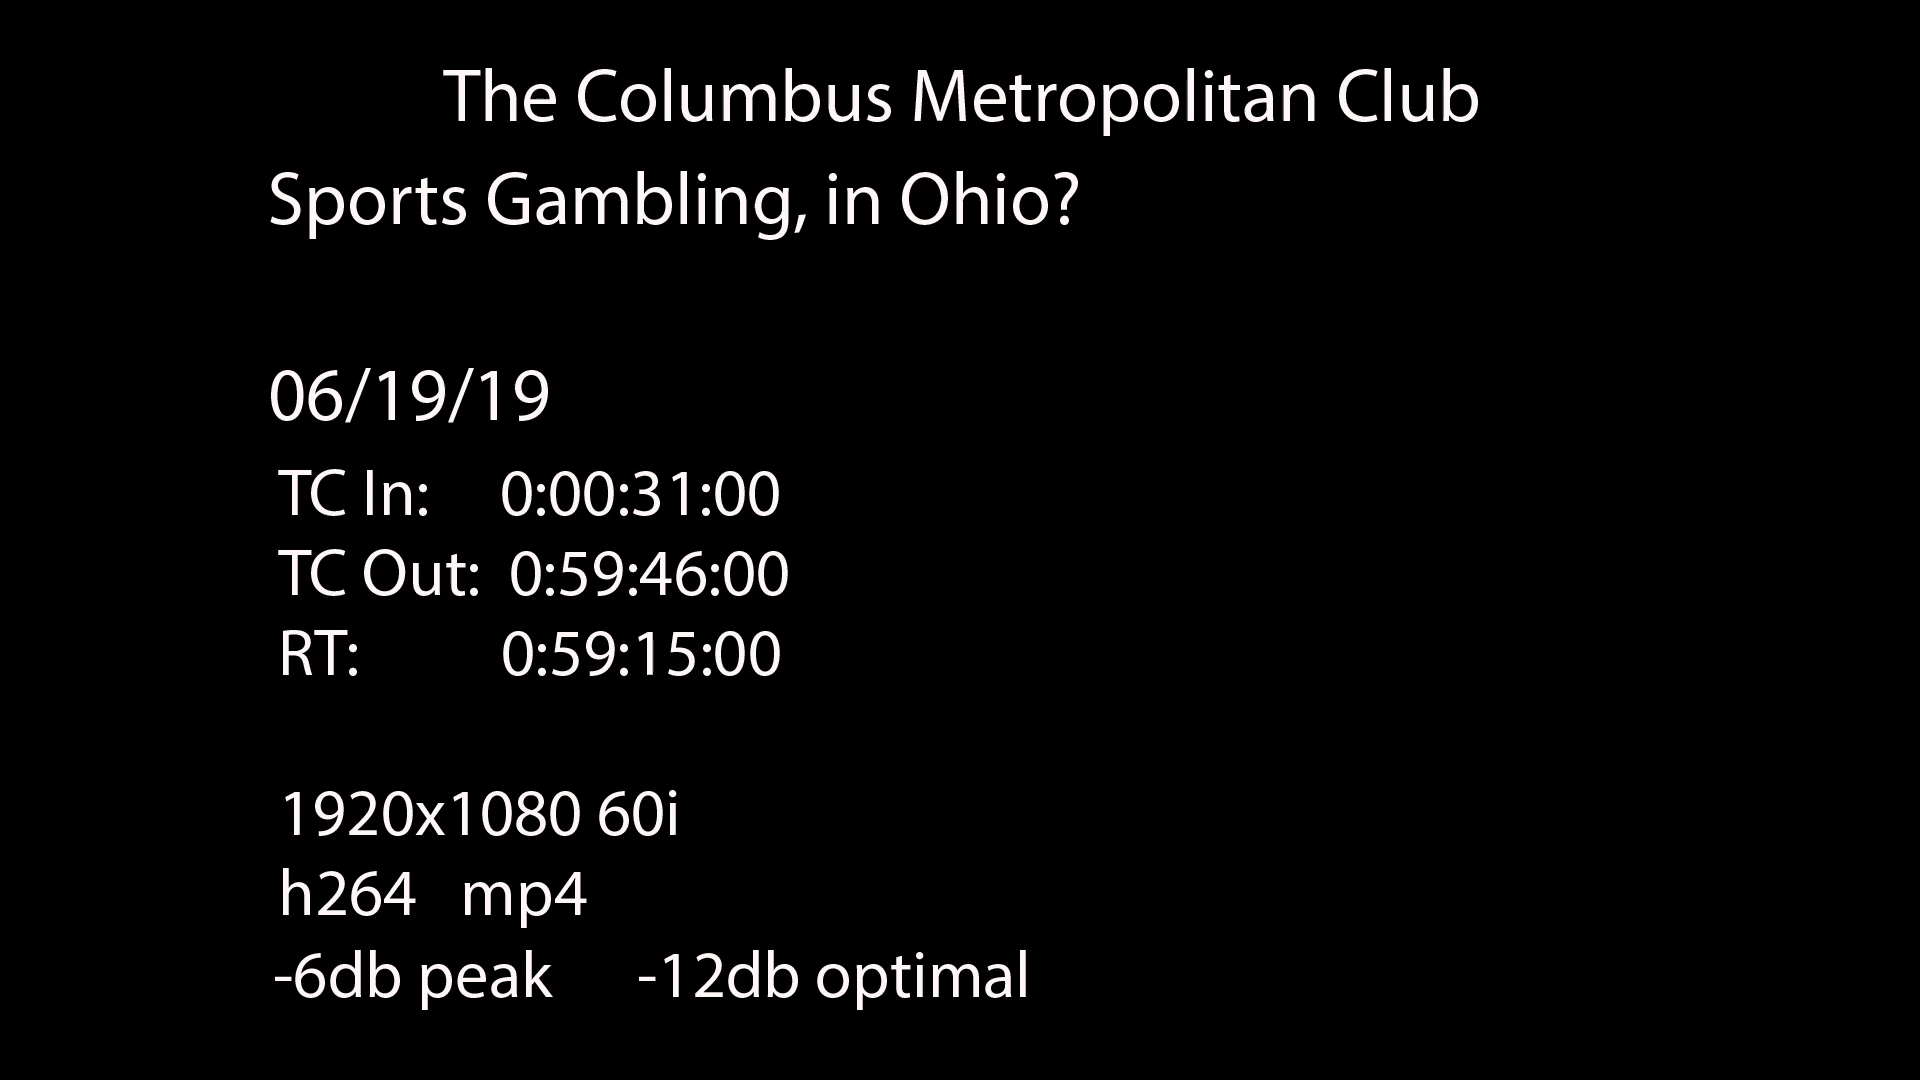 The Columbus Metropolitan Club
Sports Gambling, in Ohio?
06/19/19
TC In: 0:00:31:00
TC Out: 0:59:46:00
RT: 0:59:15:00
1920x1080 60i
h264 mp4
-6db peak -12db optimal